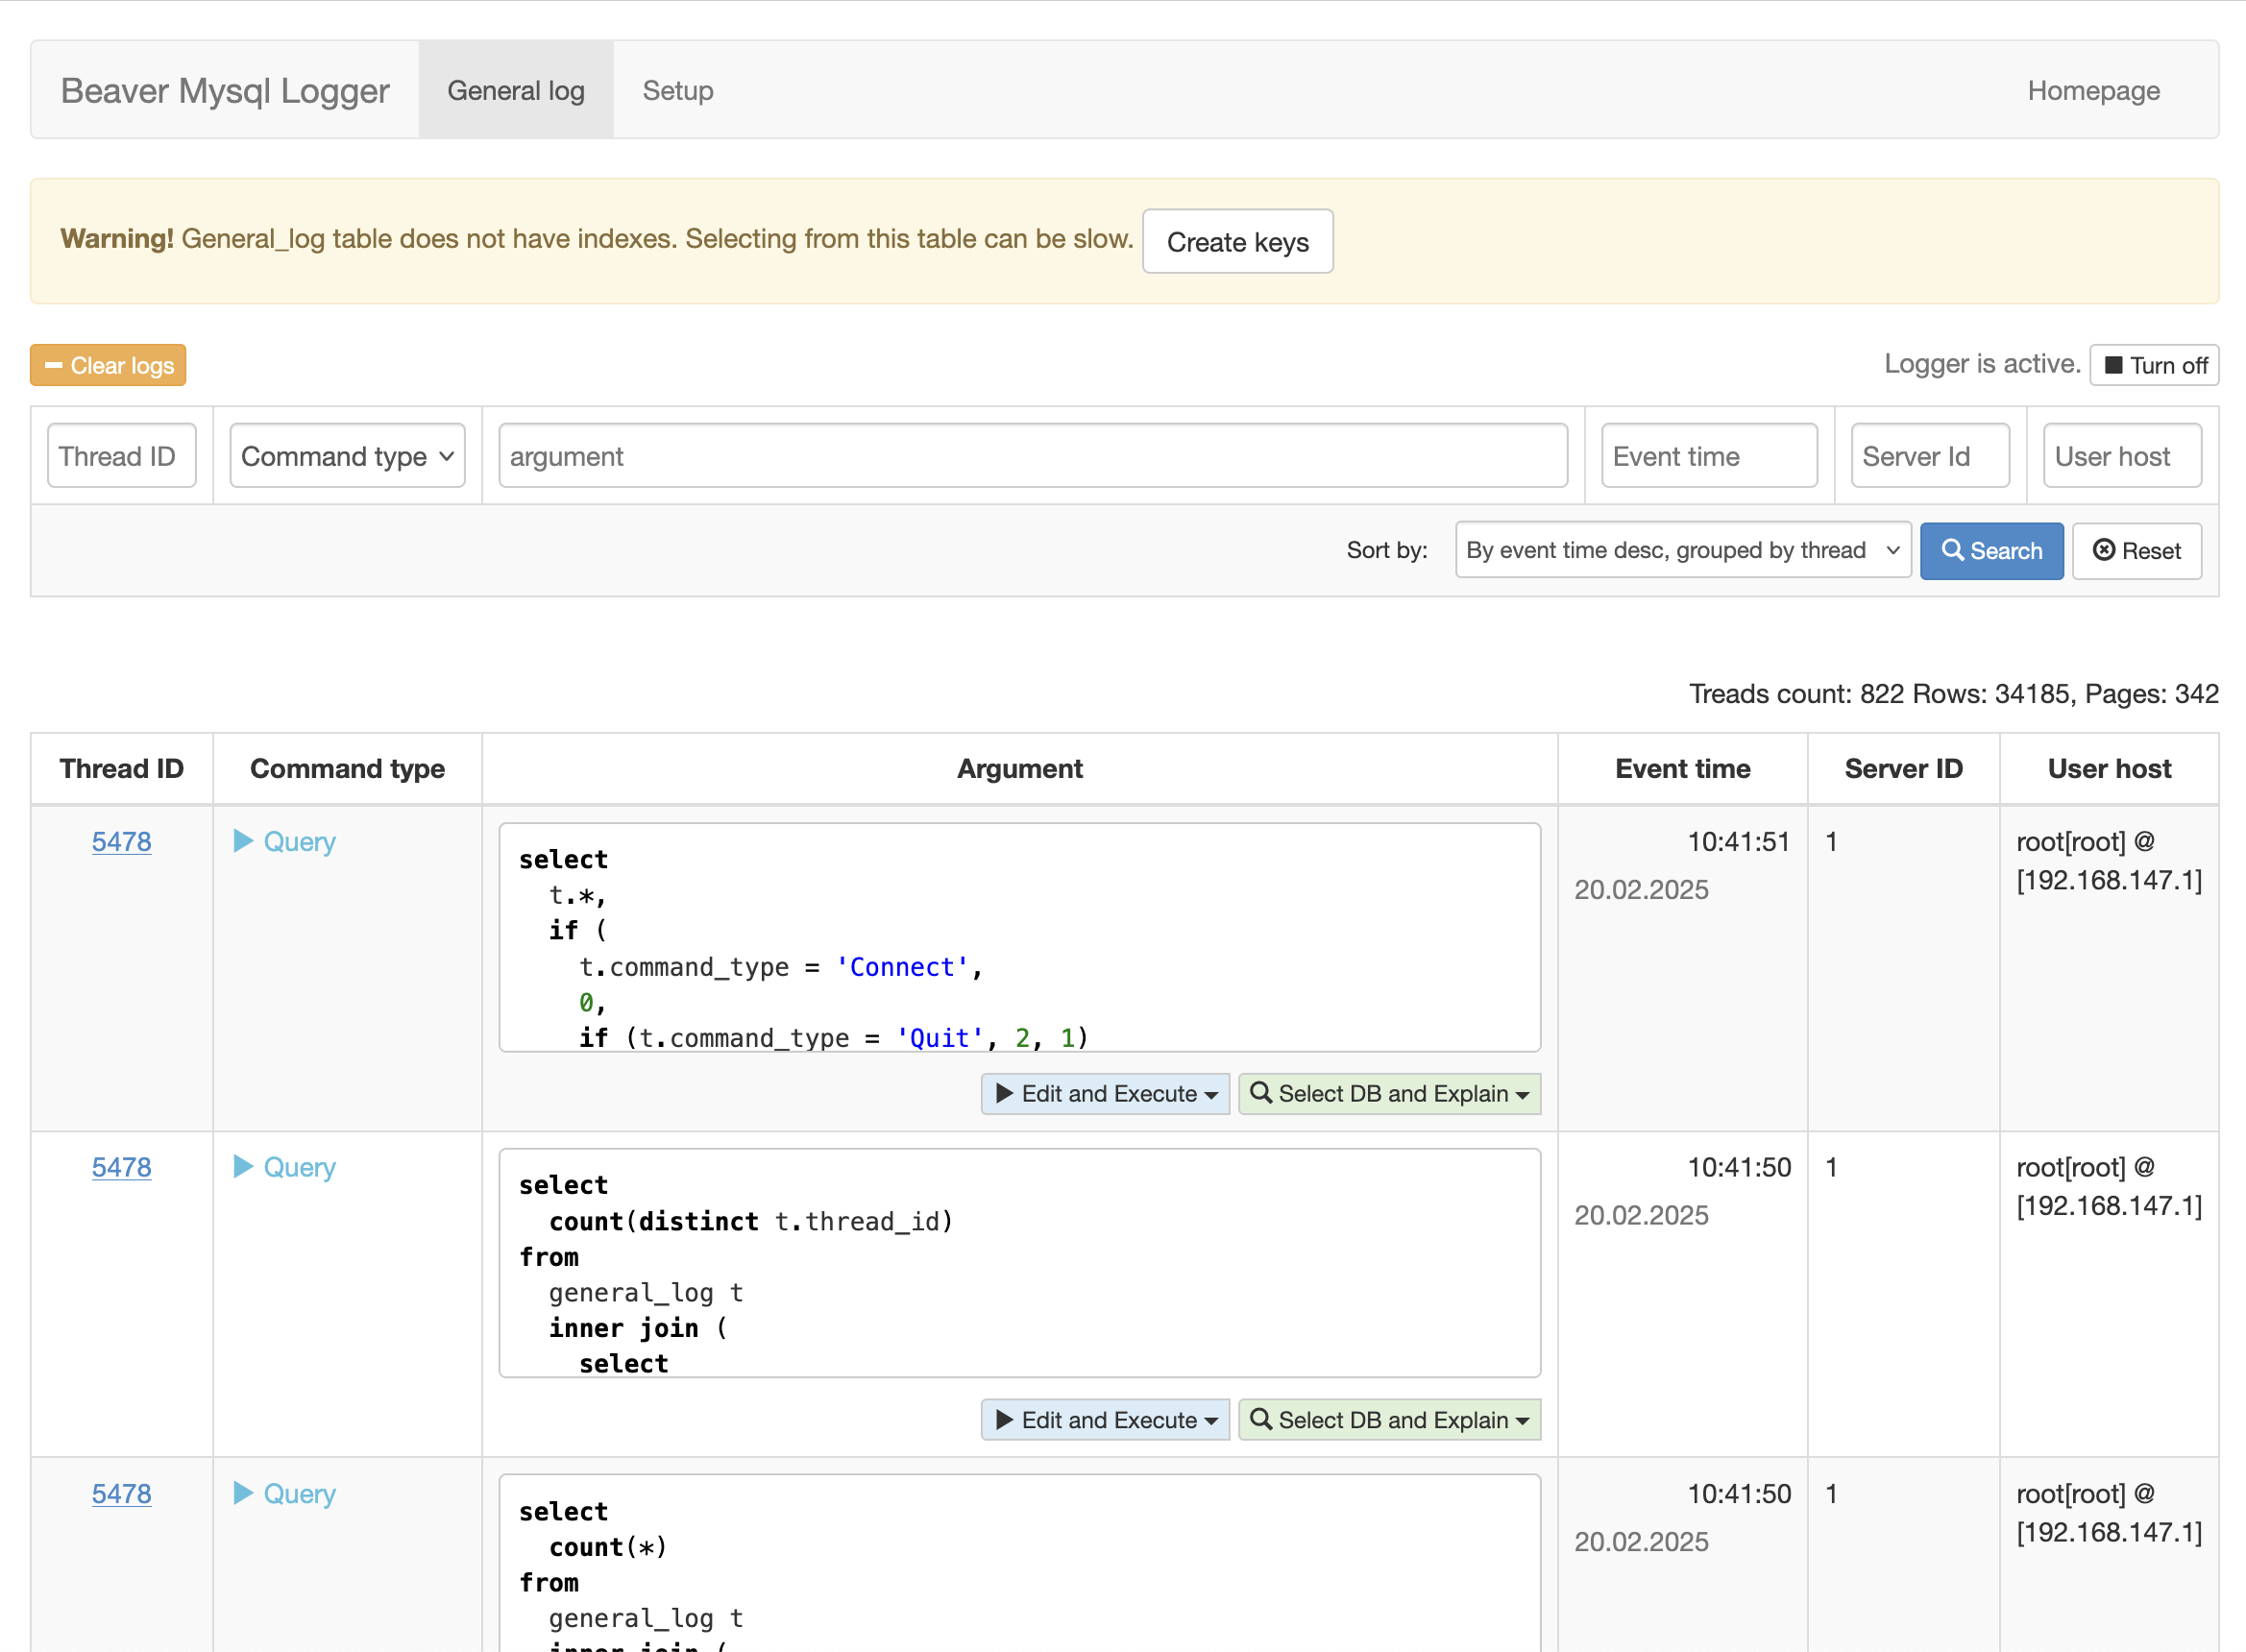 Beaver Mysql Logger General log Setup Homepage
Warning! General_log table does not have indexes. Selecting from this table can be slow. Create keys
Clear logs Logger is active. Turn off
Thread ID Command type argument Event time Server Id User host
Sort by: By event time desc, grouped by thread Search Reset
Treads count: 822 Rows: 34185, Pages: 342
Thread ID Command type Argument Event time Server ID User host
5478 Query 10:41:51 1 root[root] @
20.02.2025 [192.168.147.1]
select
t.*,
if (
t.command_type = 'Connect',
0,
if (t.command_type = 'Quit', 2, 1)
Edit and Execute Select DB and Explain
5478 Query 10:41:50 1 root[root] @
20.02.2025 [192.168.147.1]
select
count(distinct t.thread_id)
from
general_log t
inner join (
select
Edit and Execute Select DB and Explain
5478 Query 10:41:50 1 root[root] @
20.02.2025 [192.168.147.1]
select
count(*)
from
general_log t
inner join (